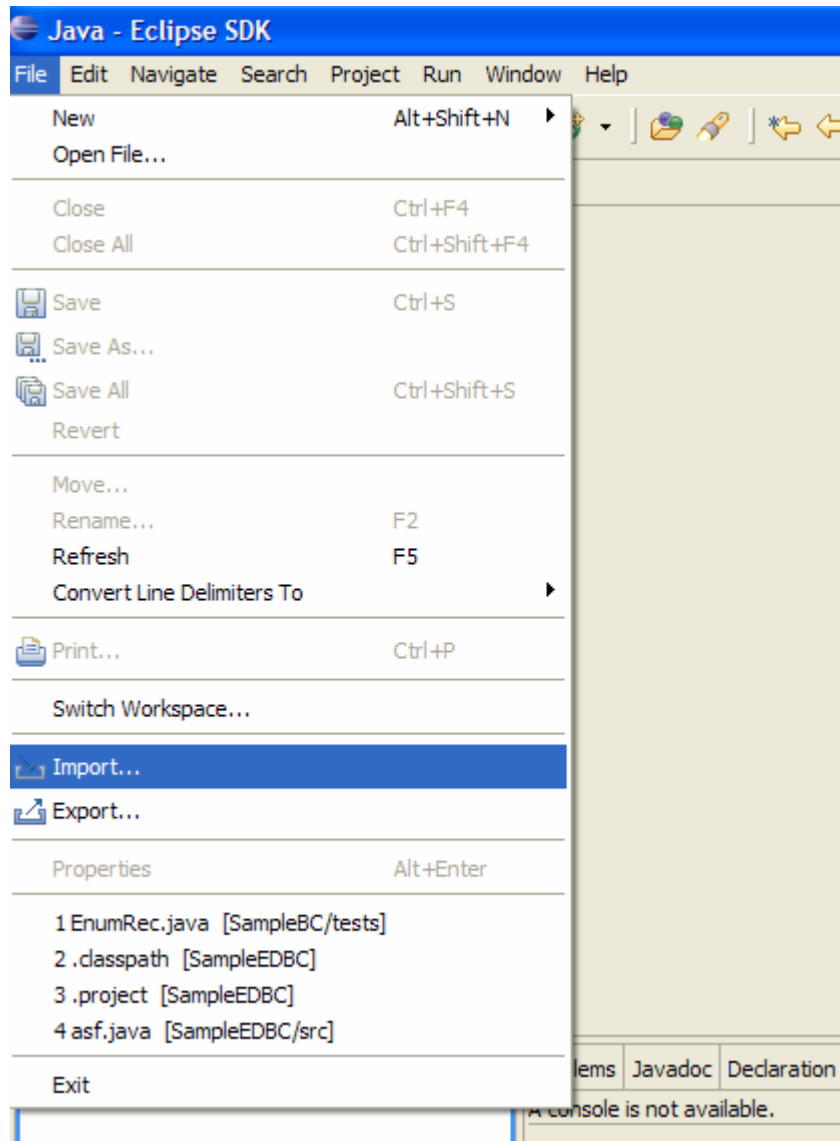 Java - Eclipse SDK
File Edit Navigate Search Project Run Window Help
New Alt+Shift+N
Open File...
Close Ctrl+F4
Close All Ctrl+Shift+F4
Save Ctrl+S
Save As...
Save All Ctrl+Shift+S
Revert
Move...
Rename... F2
Refresh F5
Convert Line Delimiters To
Print... Ctrl+P
Switch Workspace...
Import...
Export...
Properties Alt+Enter
1 EnumRec.java [SampleBC/tests]
2 .classpath [SampleEDBC]
3 .project [SampleEDBC]
4 asf.java [SampleEDBC/src]
Exit
lems Javadoc Declaration
A console is not available.